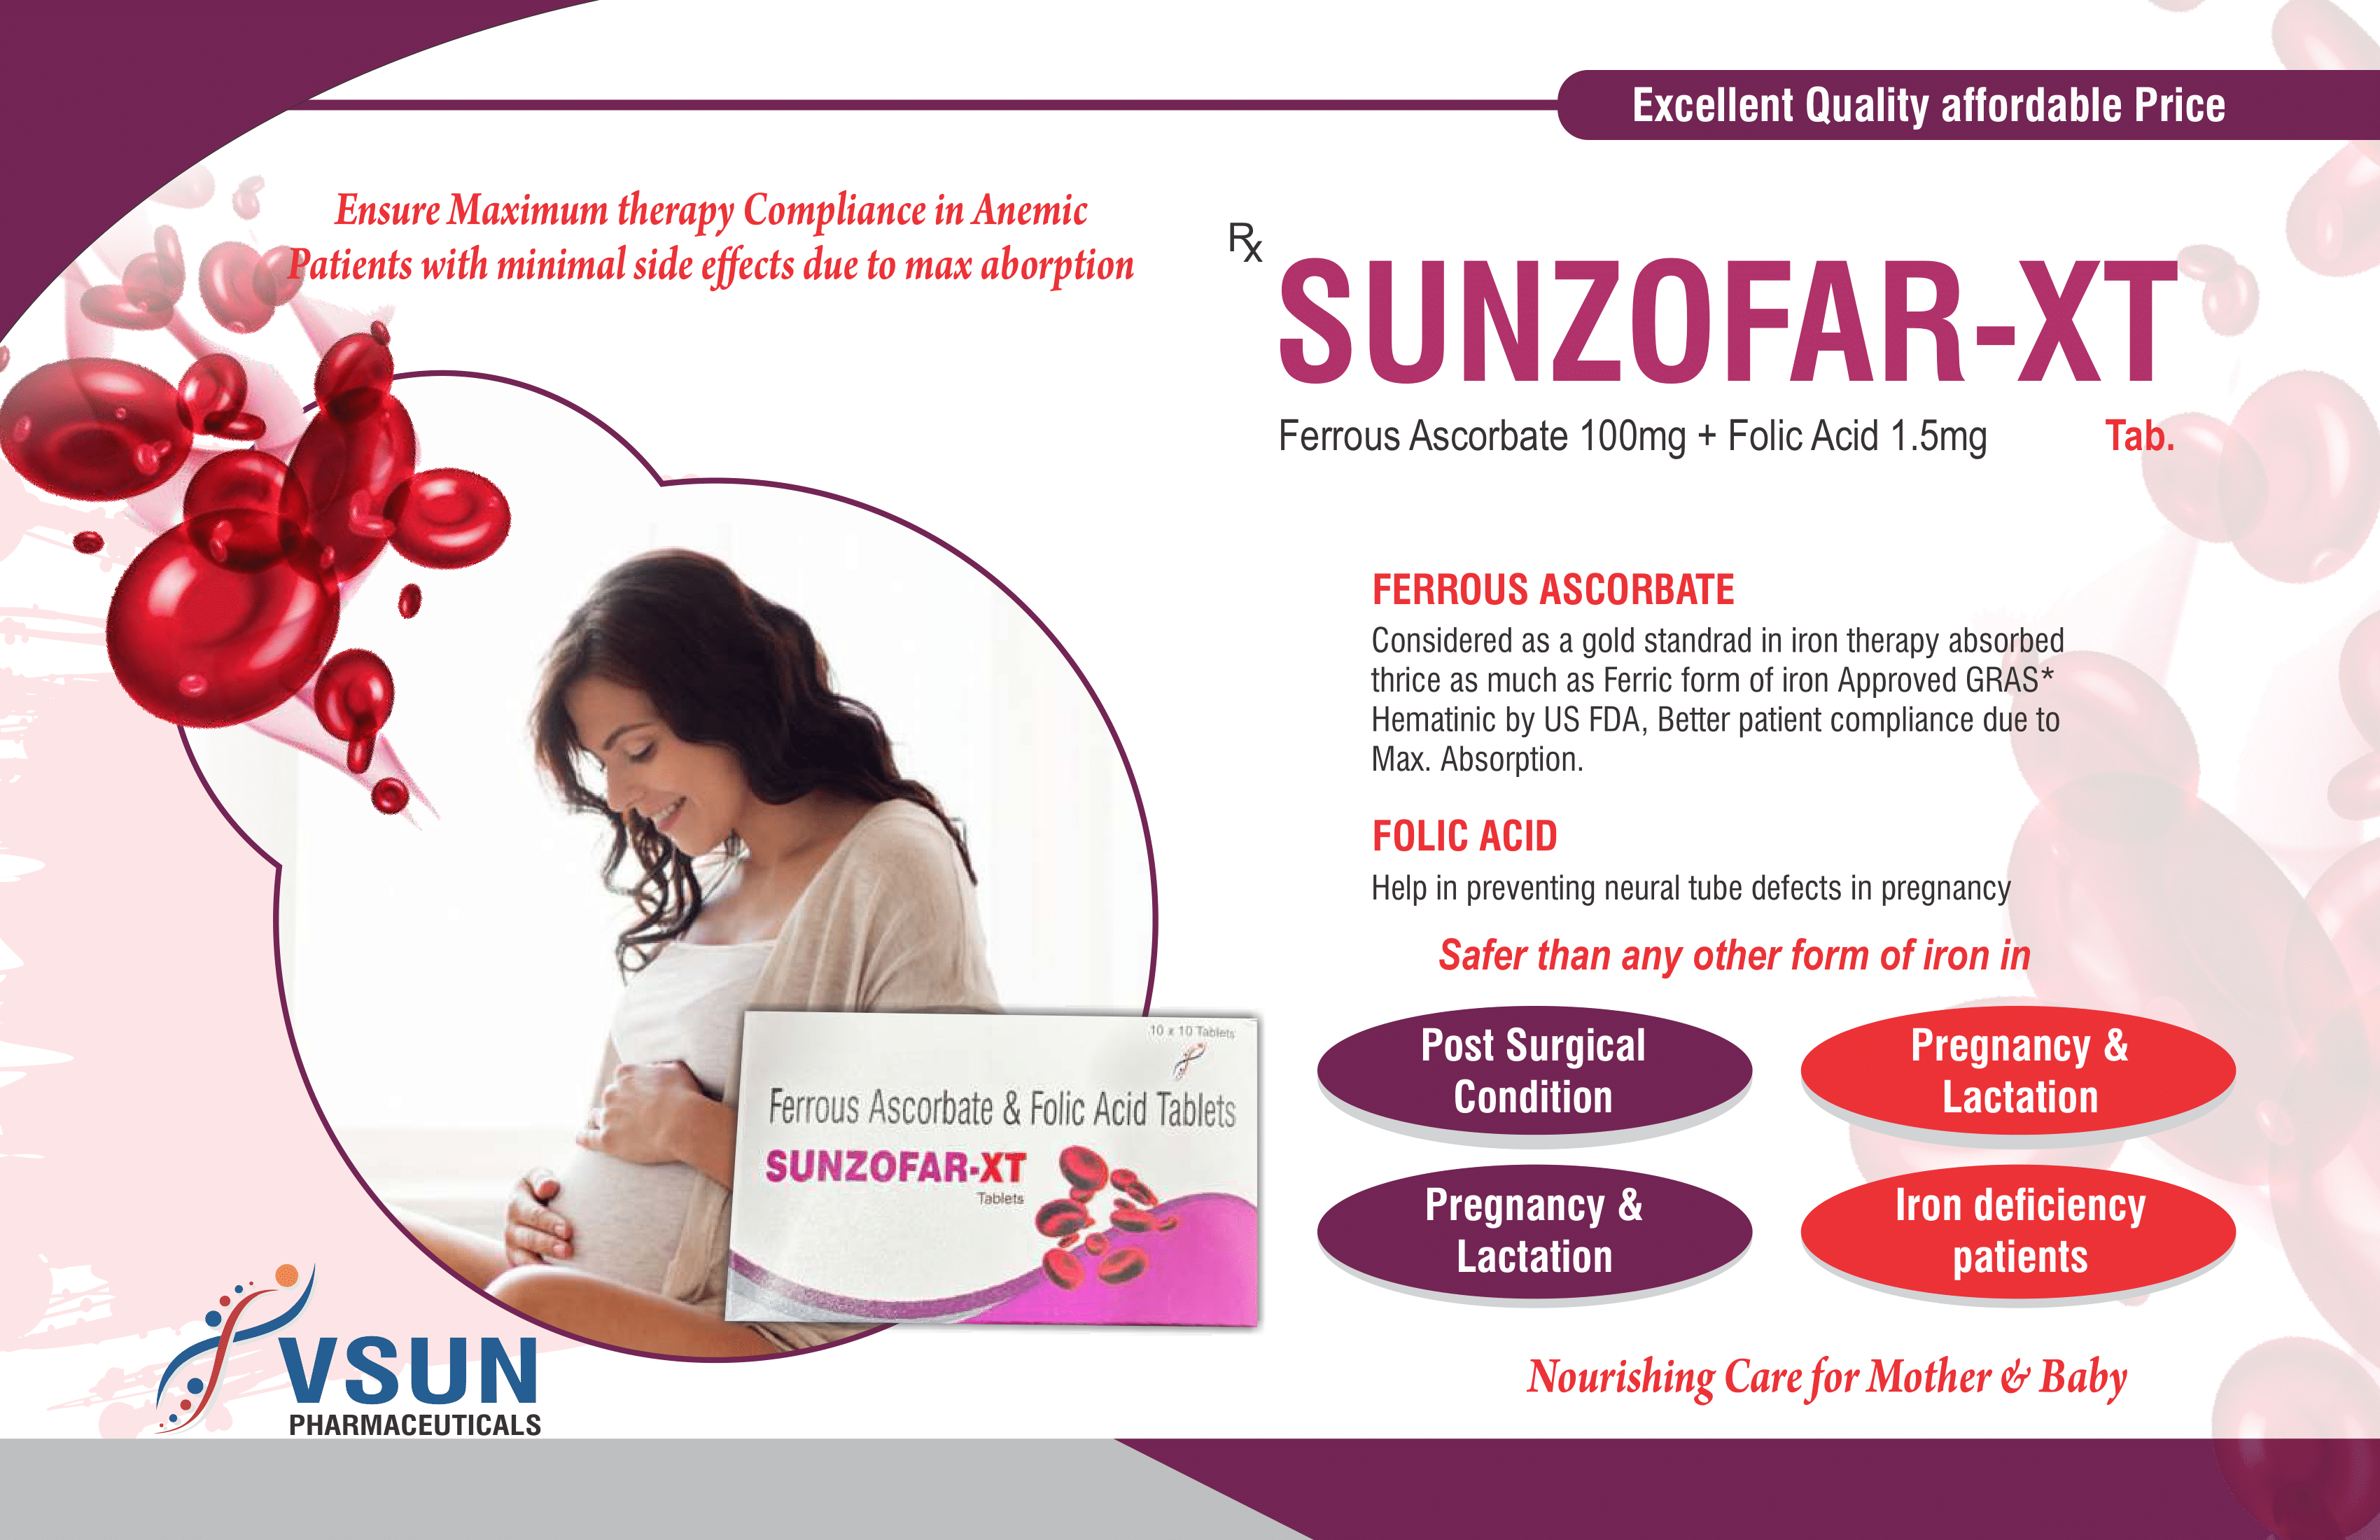 Excellent Quality affordable Price
Ensure Maximum therapy Compliance in Anemic
Patients with minimal side effects due to max aborption
Rx
SUNZOFAR-XT
Ferrous Ascorbate 100mg + Folic Acid 1.5mg Tab.
FERROUS ASCORBATE
Considered as a gold standrad in iron therapy absorbed
thrice as much as Ferric form of iron Approved GRAS*
Hematinic by US FDA, Better patient compliance due to
Max. Absorption.
FOLIC ACID
Help in preventing neural tube defects in pregnancy
Safer than any other form of iron in
Post Surgical
Condition
Pregnancy &
Lactation
Pregnancy &
Lactation
Iron deficiency
patients
Nourishing Care for Mother & Baby
10 x 10 Tablets
Ferrous Ascorbate & Folic Acid Tablets
SUNZOFAR-XT
Tablets
VSUN
PHARMACEUTICALS